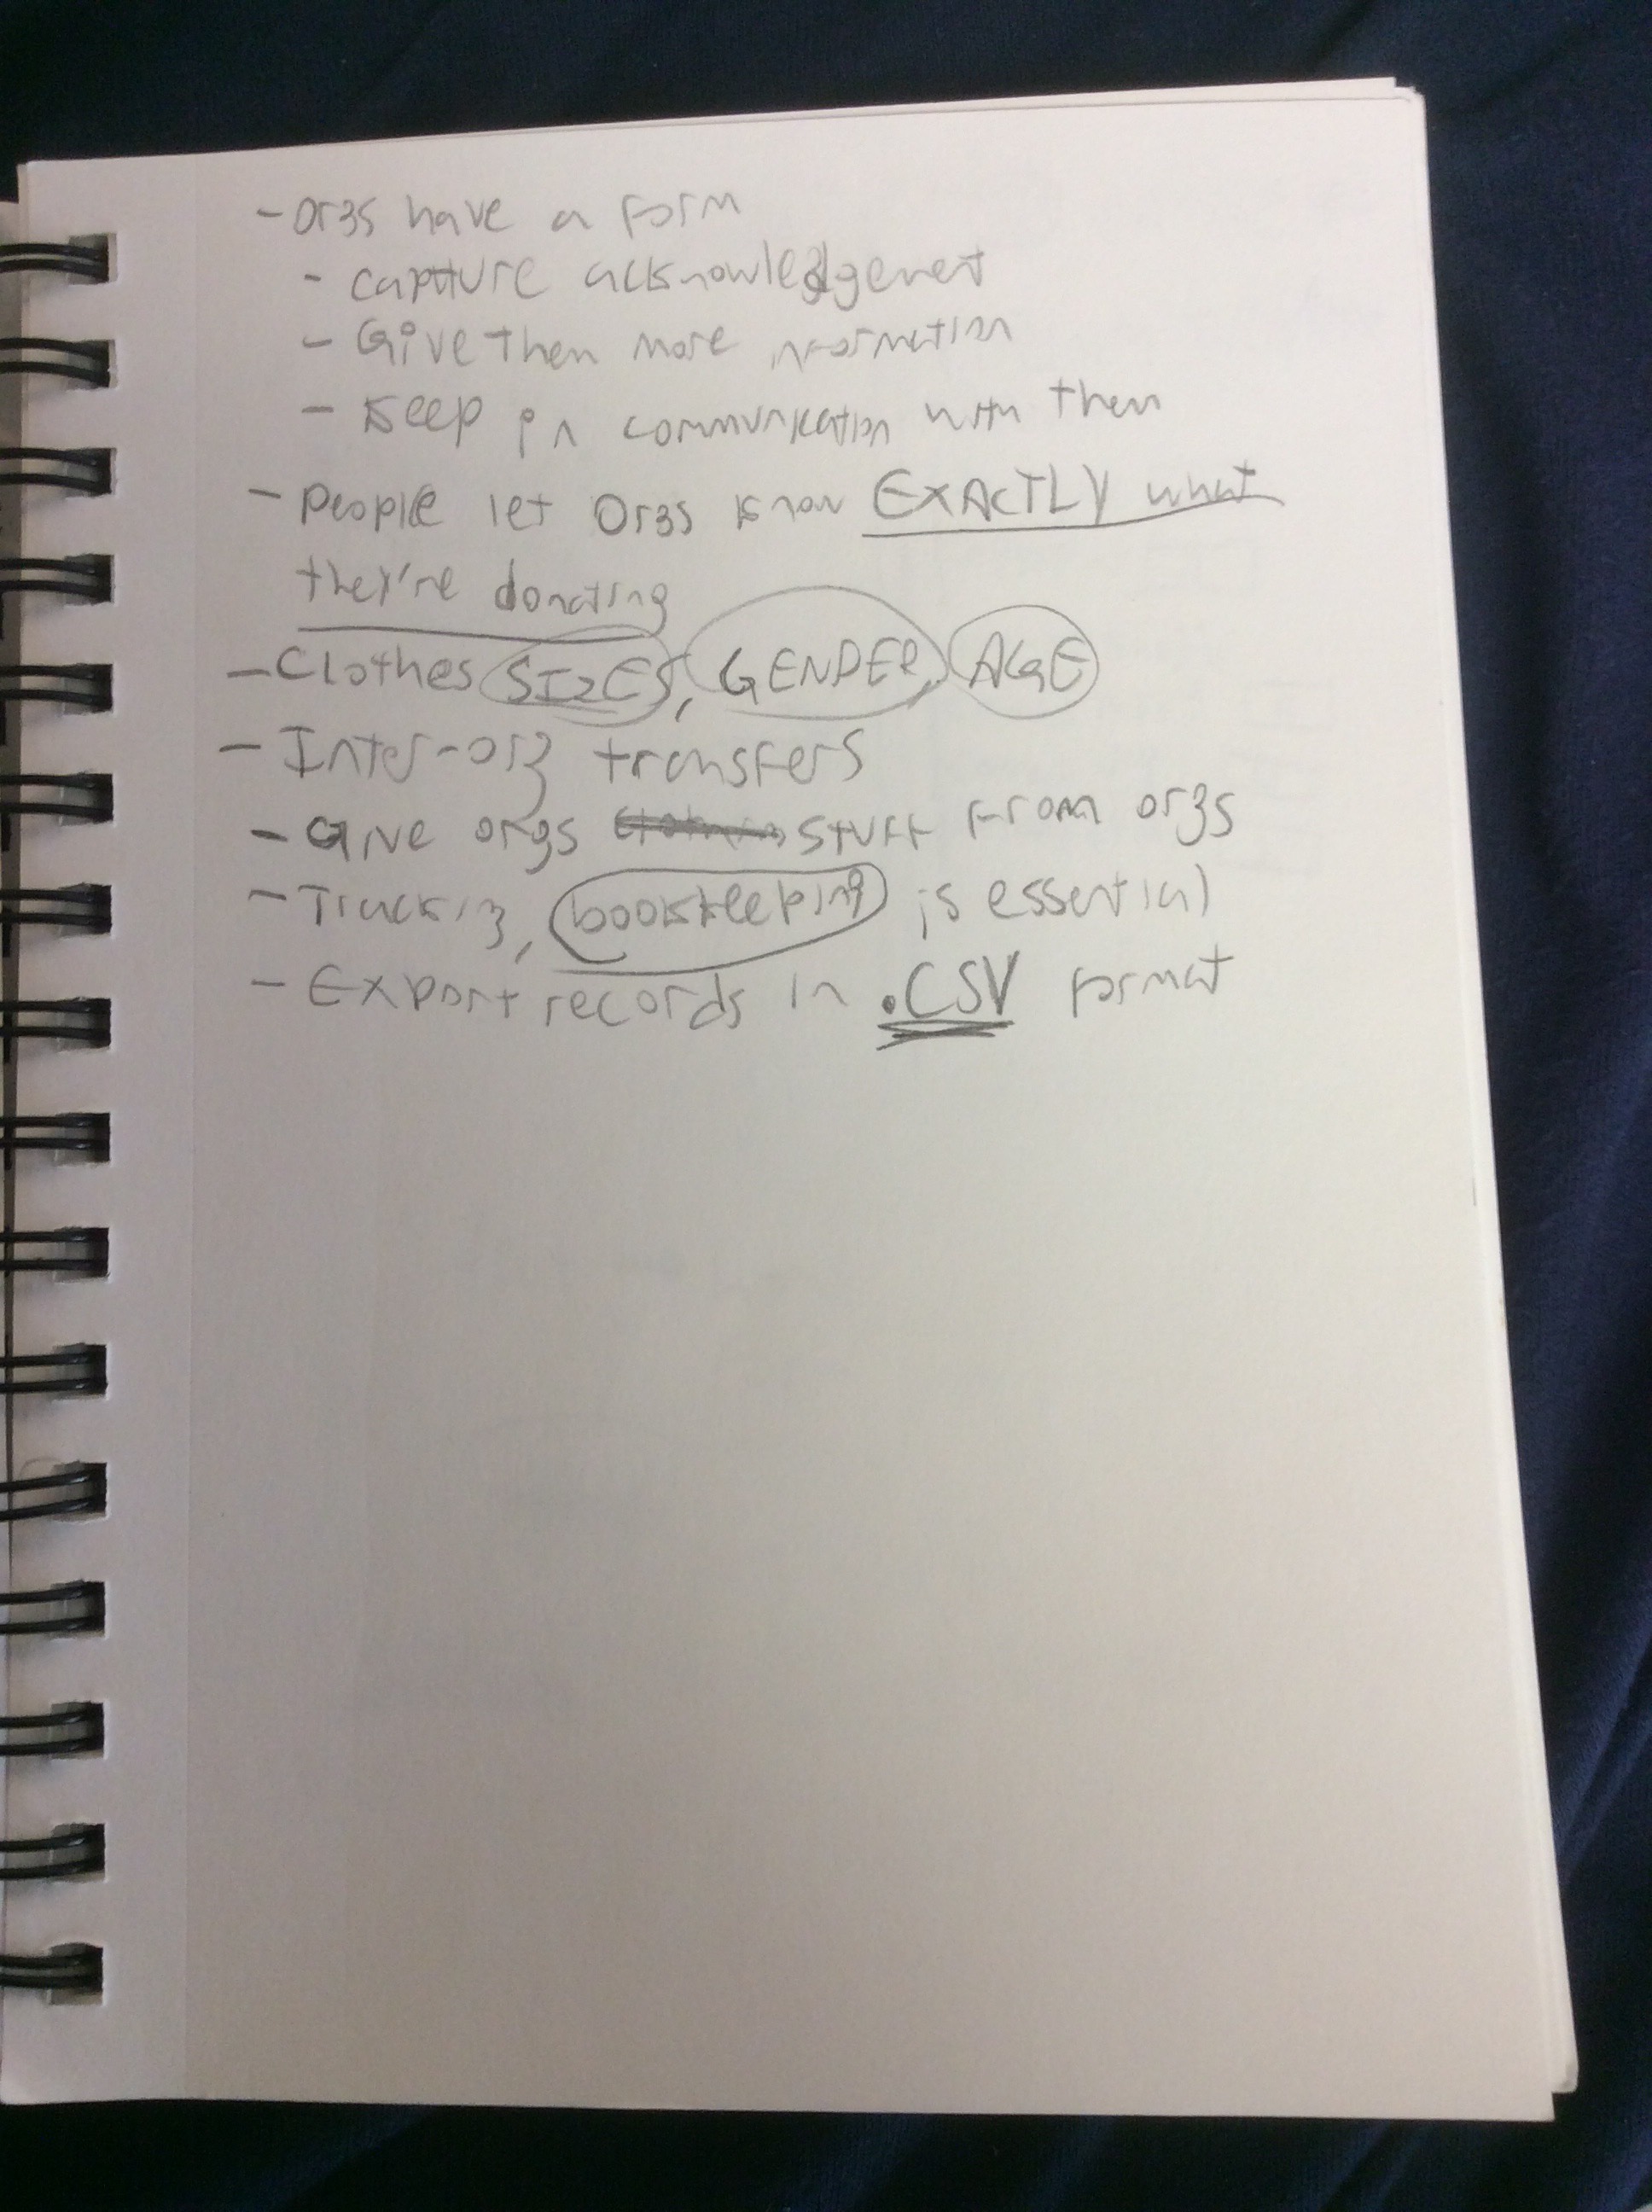 - Orgs have a form
- capture acknowledgement
- Give them more information
- Keep in communication with them
- People let Orgs know EXACTLY what
they're donating
- Clothes SIZES, GENDER, AGE
- Inter-org transfers
- Give orgs stuff from orgs
- Tracking, bookkeeping is essential
- Export records in .CSV format